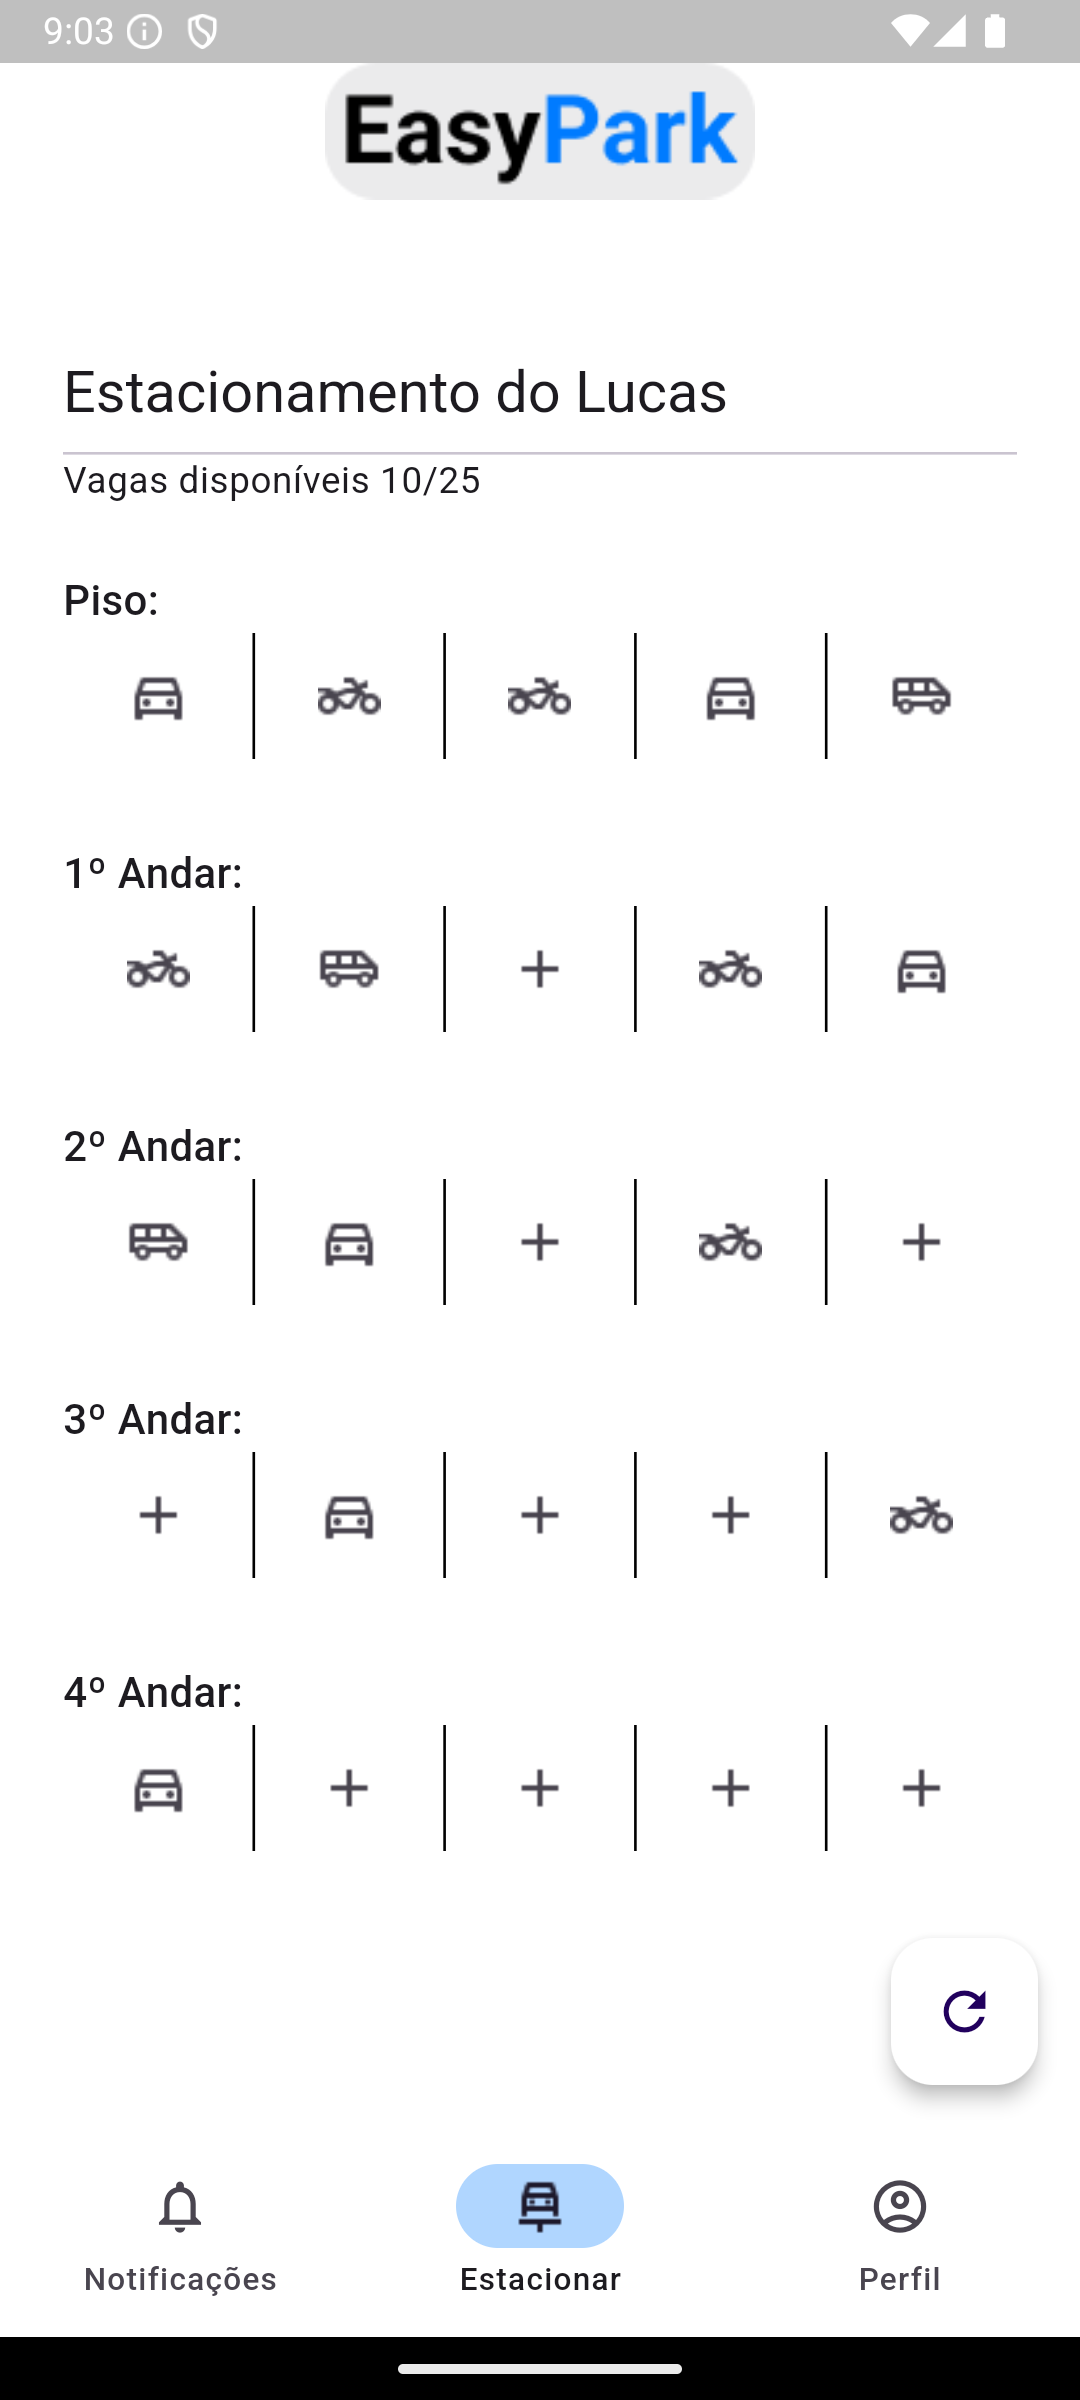 9:03
EasyPark
Estacionamento do Lucas
Vagas disponíveis 10/25
Piso:
1º Andar:
2º Andar:
3º Andar:
4º Andar:
Notificações
Estacionar
Perfil